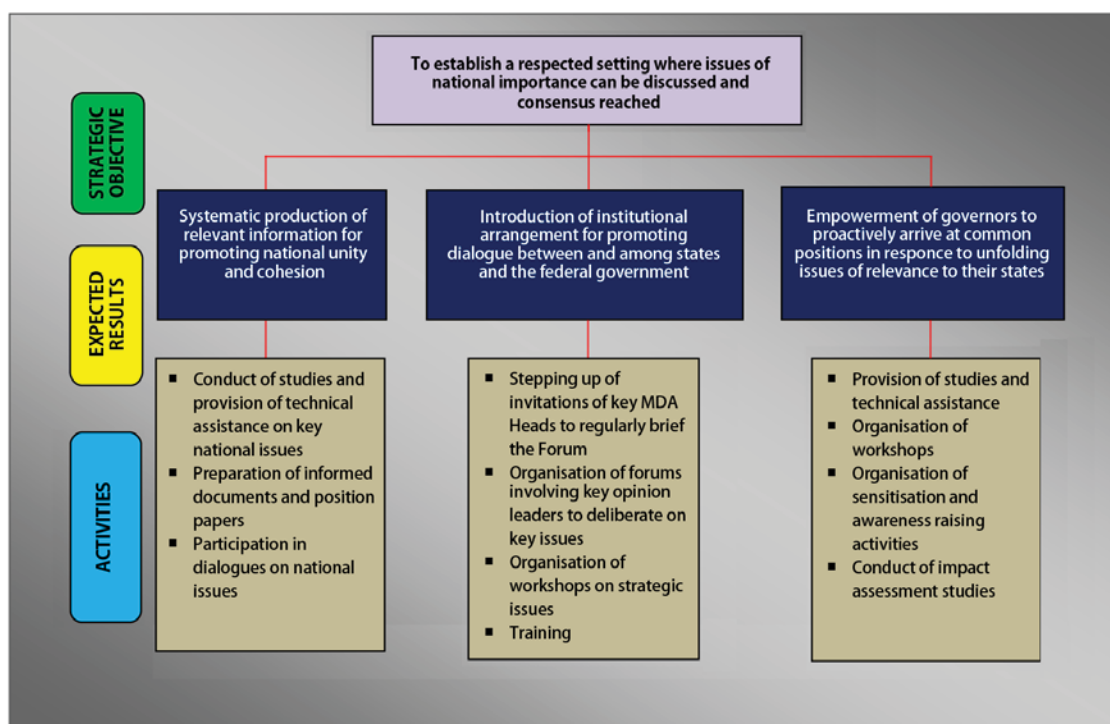 To establish a respected setting where issues of
national importance can be discussed and
consensus reached
STRATEGIC
OBJECTIVE
Systematic production of
relevant information for
promoting national unity
and cohesion
Introduction of institutional
arrangement for promoting
dialogue between and among states
and the federal government
Empowerment of governors to
proactively arrive at common
positions in responce to unfolding
issues of relevance to their states
EXPECTED
RESULTS
▪ Conduct of studies and
provision of technical
assistance on key
national issues
▪ Preparation of informed
documents and position
papers
▪ Participation in
dialogues on national
issues
▪ Stepping up of
invitations of key MDA
Heads to regularly brief
the Forum
▪ Organisation of forums
involving key opinion
leaders to deliberate on
key issues
▪ Organisation of
workshops on strategic
issues
▪ Training
▪ Provision of studies and
technical assistance
▪ Organisation of
workshops
▪ Organisation of
sensitisation and
awareness raising
activities
▪ Conduct of impact
assessment studies
ACTIVITIES